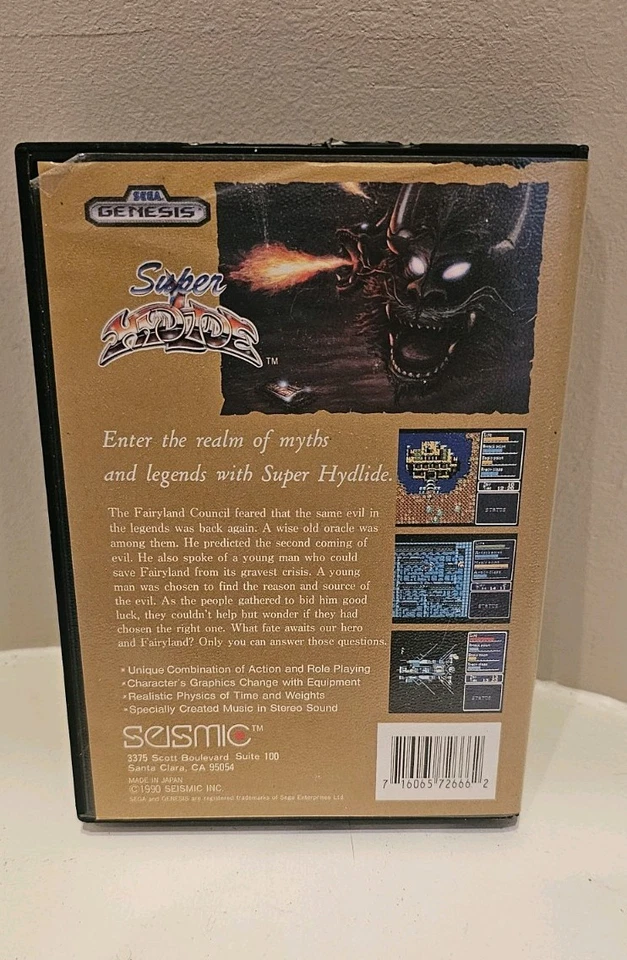 SEGA
GENESIS
Super
HYDLIDE
TM
Enter the realm of myths
and legends with Super Hydlide.
The Fairyland Council feared that the same evil in
the legends was back again. A wise old oracle was
among them. He predicted the second coming of
evil. He also spoke of a young man who could
save Fairyland from its gravest crisis. A young
man was chosen to find the reason and source of
the evil. As the people gathered to bid him good
luck, they couldn't help but wonder if they had
chosen the right one. What fate awaits our hero
and Fairyland? Only you can answer those questions.
*Unique Combination of Action and Role Playing
*Character's Graphics Change with Equipment
*Realistic Physics of Time and Weights
*Specially Created Music in Stereo Sound
STATUS
STATUS
STATUS
SEISMIC TM
3375 Scott Boulevard Suite 100
Santa Clara, CA 95054
MADE IN JAPAN
©1990 SEISMIC INC.
SEGA and GENESIS are registered trademarks of Sega Enterprises Ltd.
7 16065 72666 2